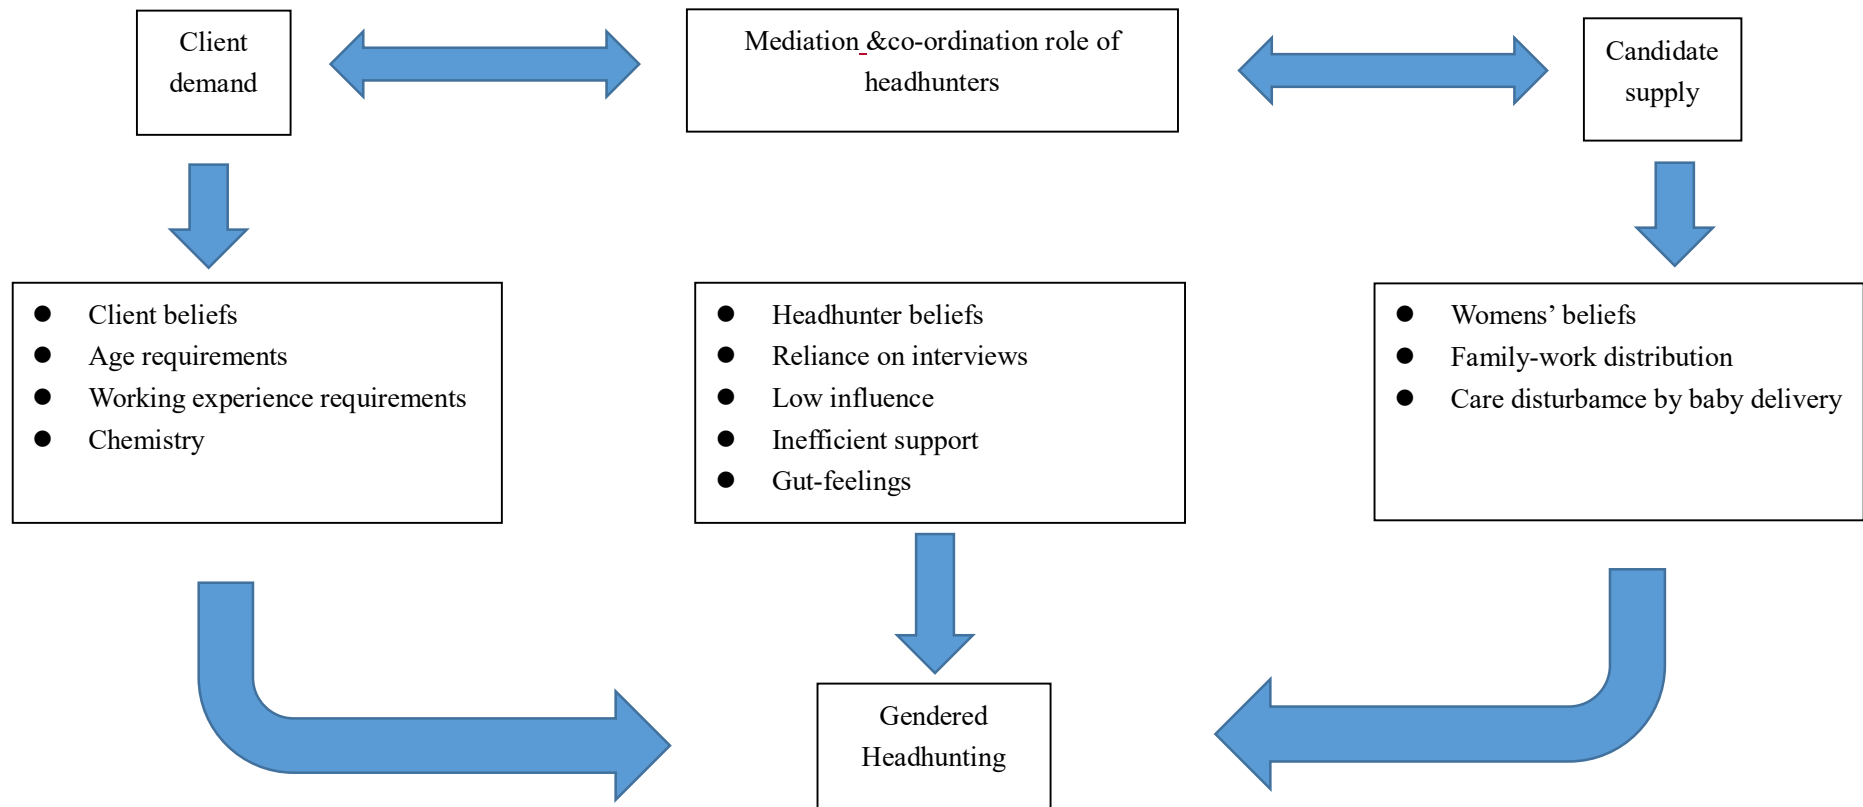 Client
demand
Mediation &co-ordination role of
headhunters
Candidate
supply
● Client beliefs
● Age requirements
● Working experience requirements
● Chemistry
● Headhunter beliefs
● Reliance on interviews
● Low influence
● Inefficient support
● Gut-feelings
● Womens’ beliefs
● Family-work distribution
● Care disturbamce by baby delivery
Gendered
Headhunting